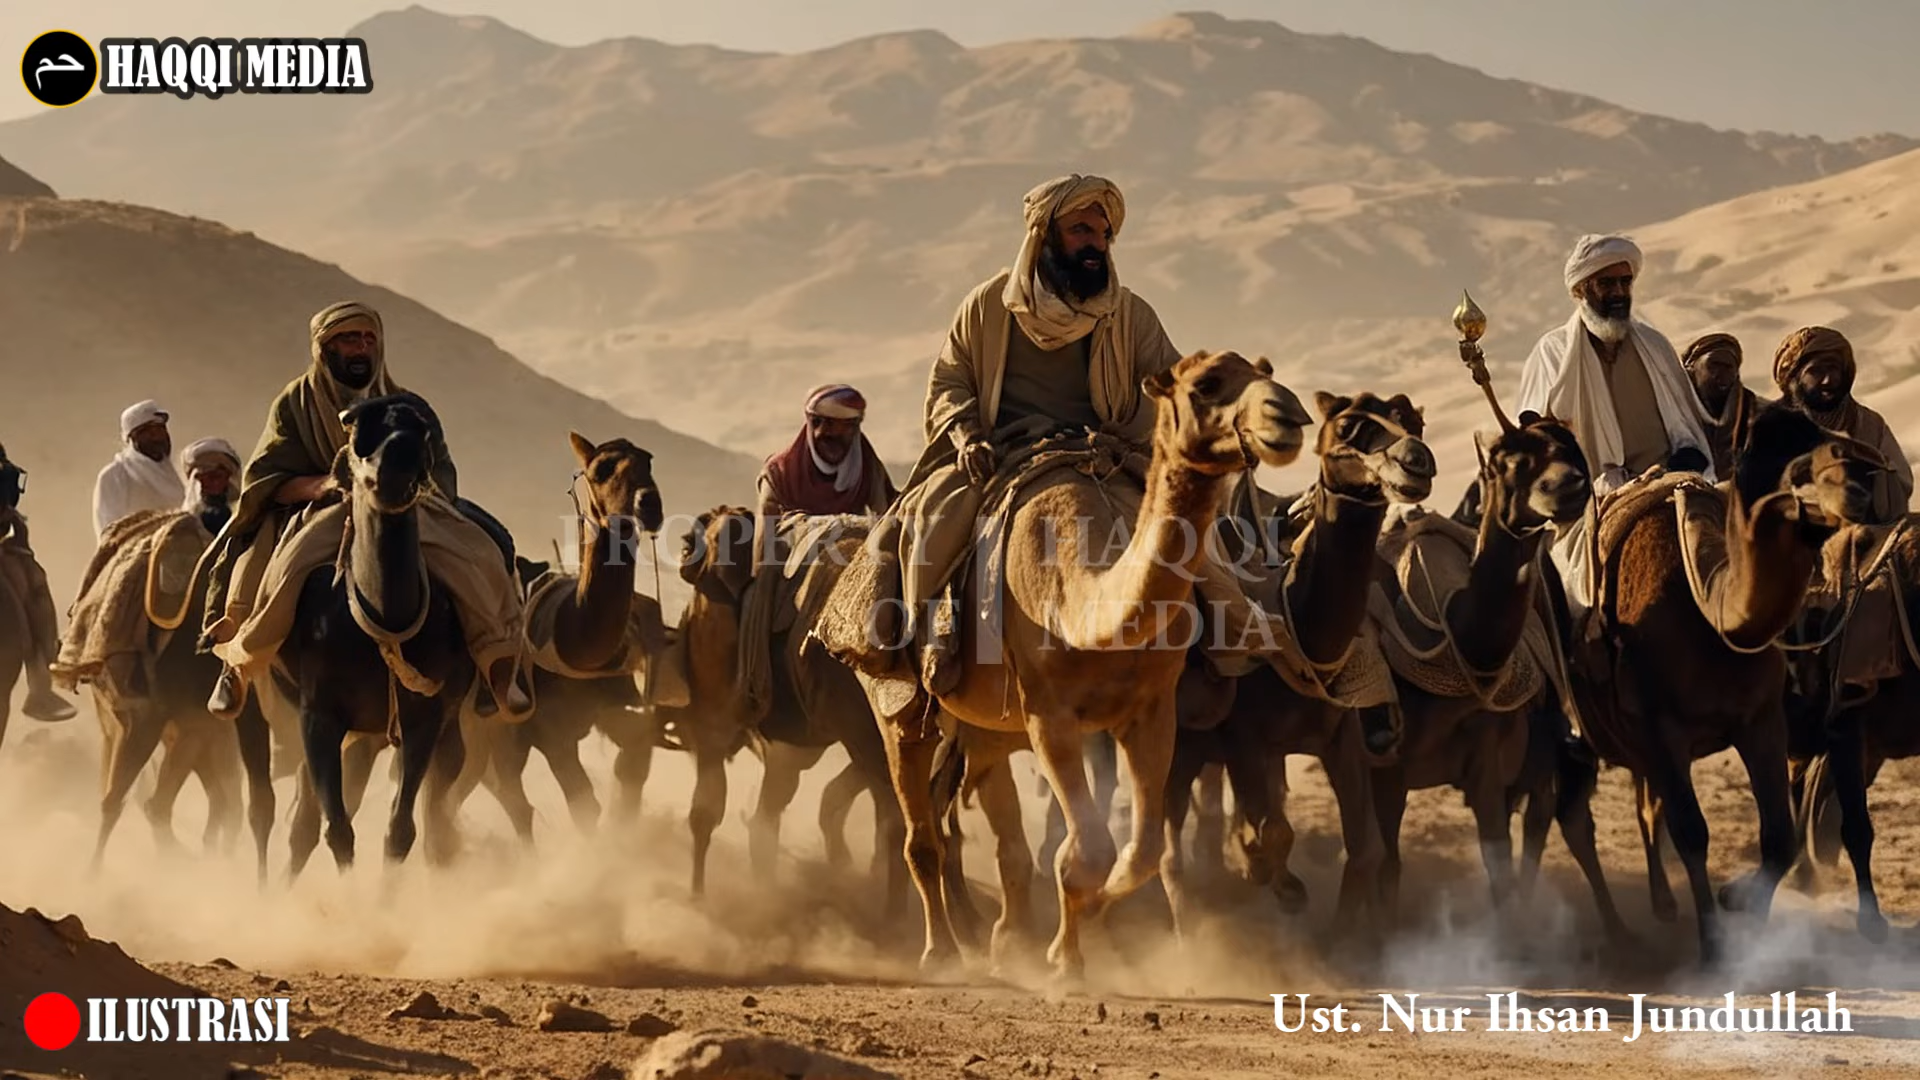 حم HAQQI MEDIA
PROPERTY HAQQI
OF MEDIA
ILUSTRASI
Ust. Nur Ihsan Jundullah